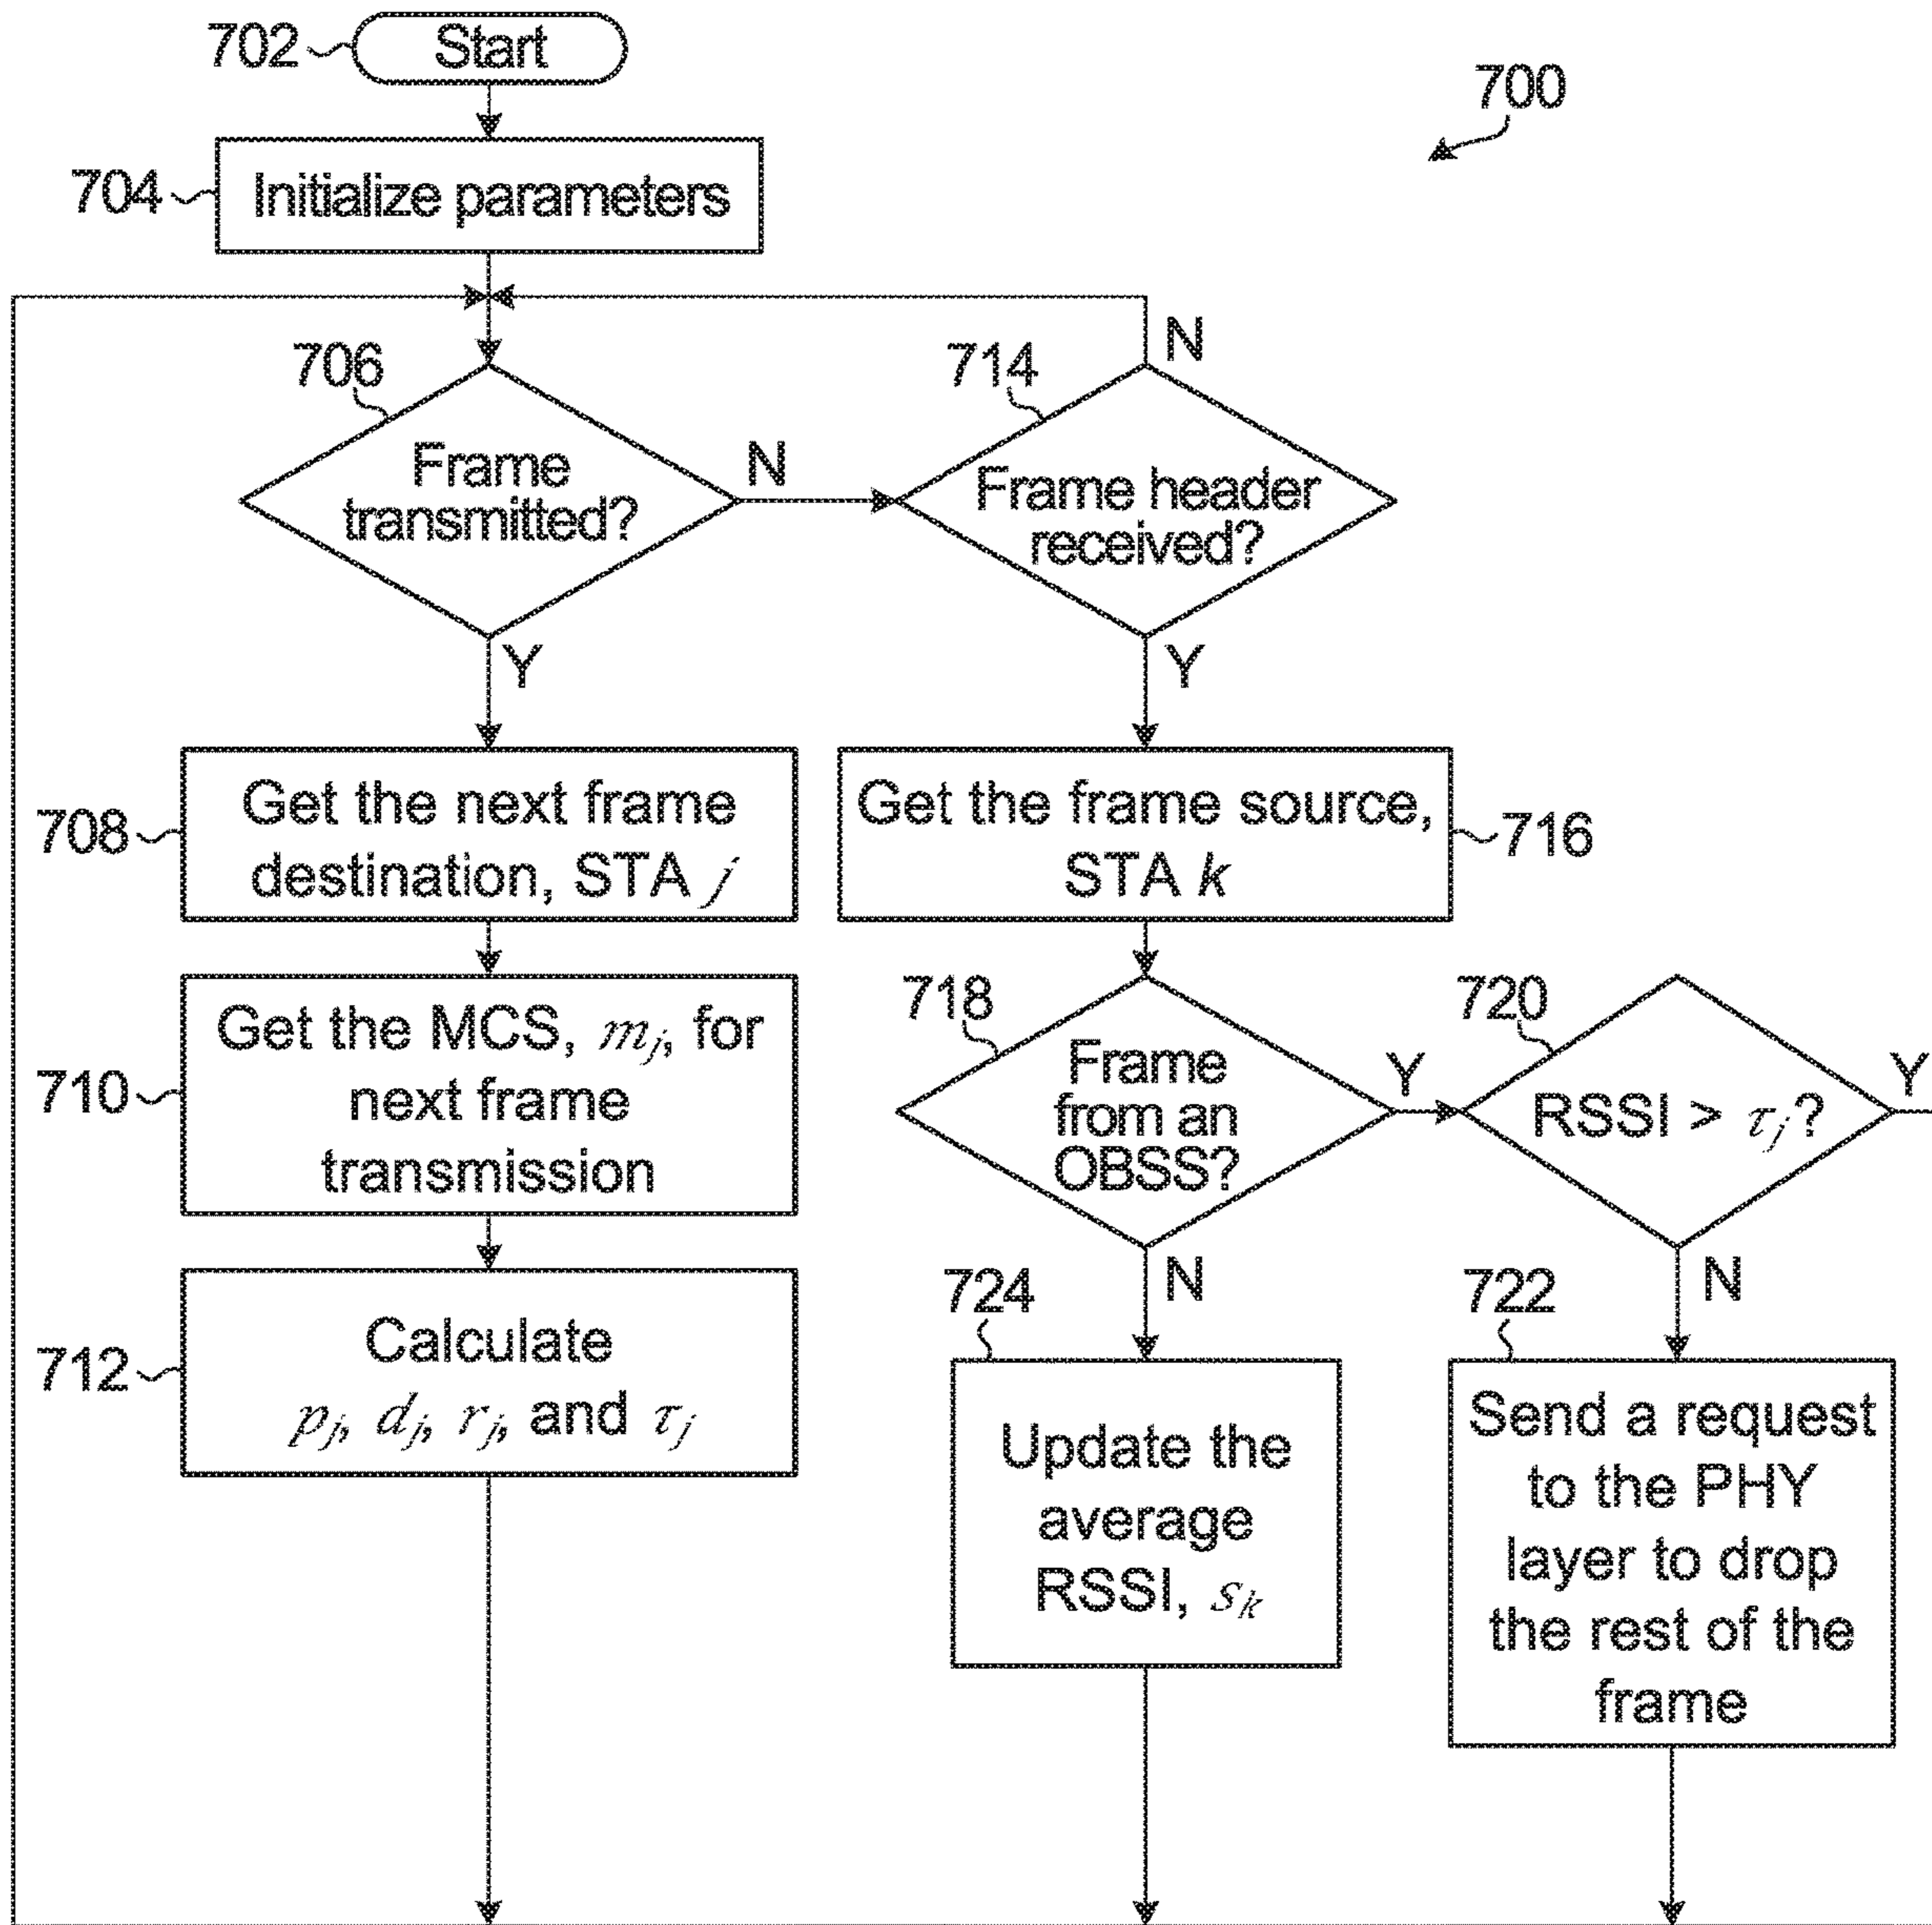 702
Start
700
704
Initialize parameters
706
Frame
transmitted?
N
Y
714
N
Frame header
received?
Y
708
Get the next frame
destination, STA j
716
Get the frame source,
STA k
710
Get the MCS, mj, for
next frame
transmission
718
Frame
from an
OBSS?
Y
N
720
RSSI > τj?
Y
N
712
Calculate
pj, dj, rj, and τj
724
Update the
average
RSSI, sk
722
Send a request
to the PHY
layer to drop
the rest of the
frame